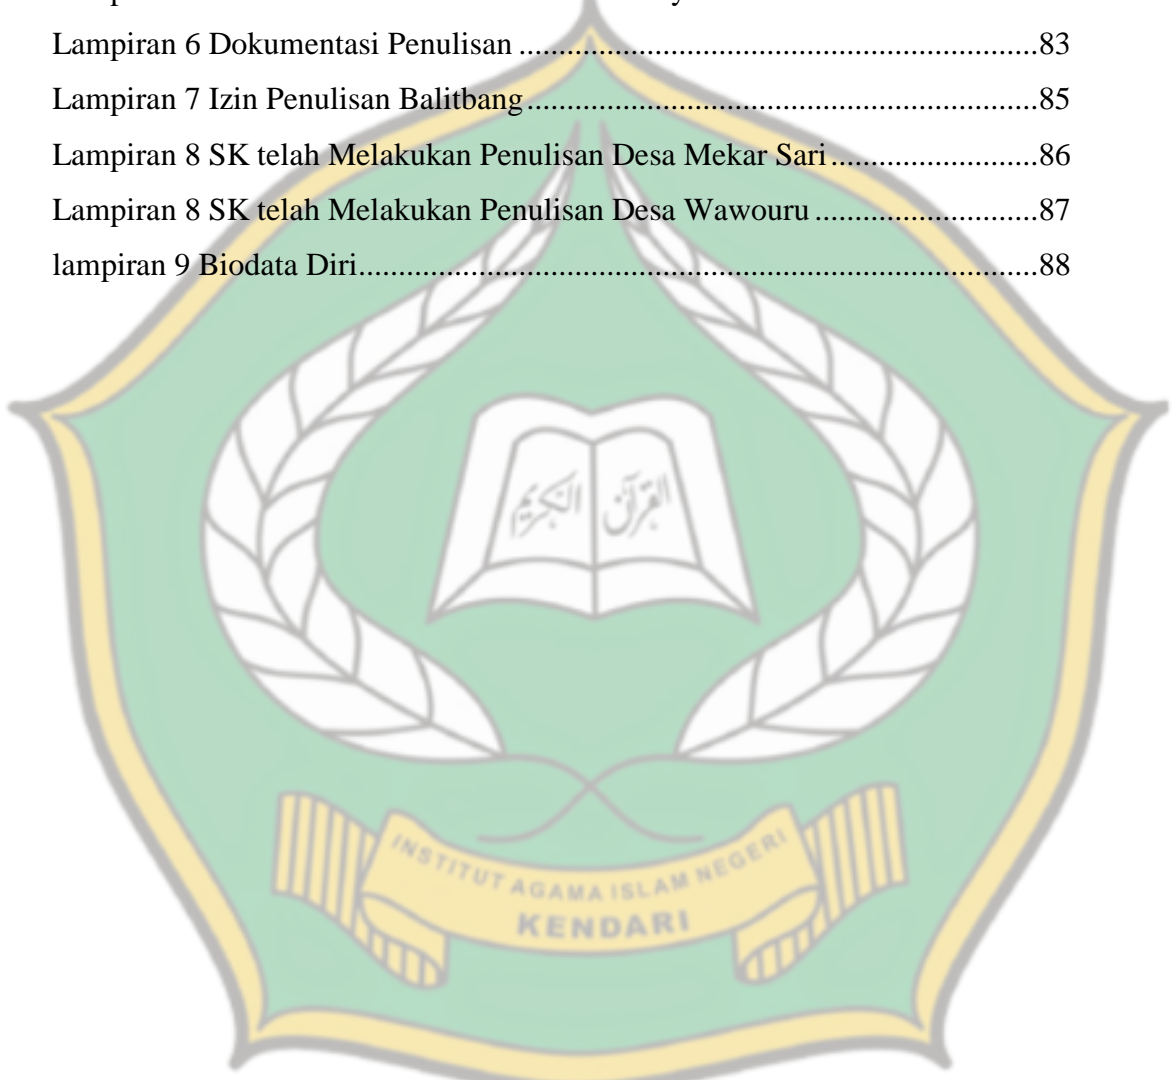 Lampiran 6 Dokumentasi Penulisan ................................................................83
Lampiran 7 Izin Penulisan Balitbang...............................................................85
Lampiran 8 SK telah Melakukan Penulisan Desa Mekar Sari..........................86
Lampiran 8 SK telah Melakukan Penulisan Desa Wawouru............................87
lampiran 9 Biodata Diri.....................................................................................88
القرآن الكريم
INSTITUT AGAMA ISLAM NEGERI
KENDARI